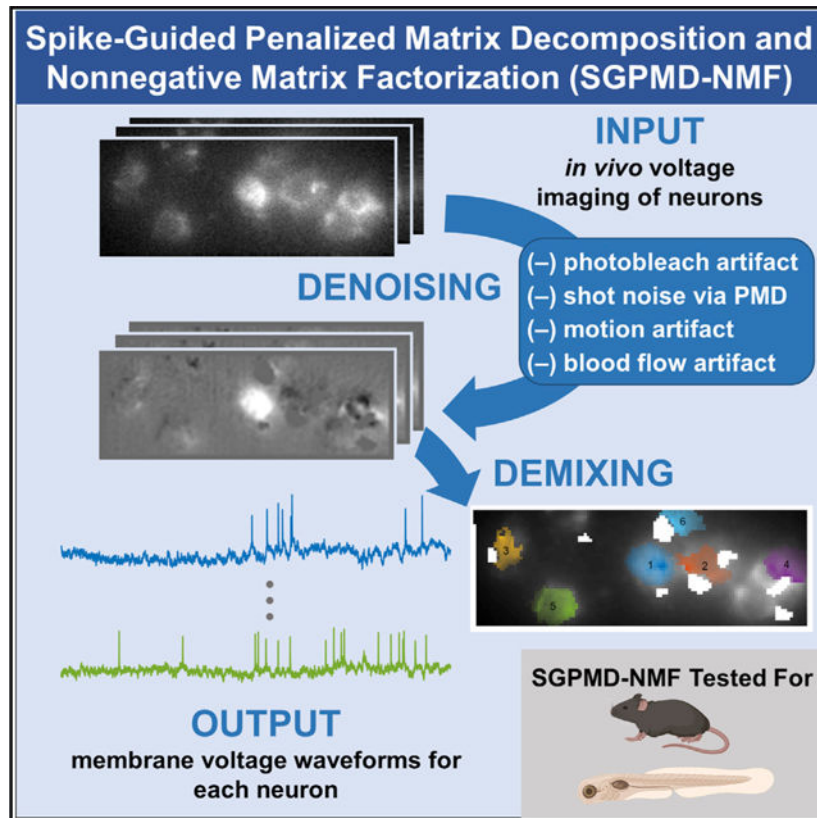 Spike-Guided Penalized Matrix Decomposition and
Nonnegative Matrix Factorization (SGPMD-NMF)
INPUT
in vivo voltage
imaging of neurons
DENOISING
(–) photobleach artifact
(–) shot noise via PMD
(–) motion artifact
(–) blood flow artifact
DEMIXING
6
3
1
2
4
5
OUTPUT
membrane voltage waveforms for
each neuron
SGPMD-NMF Tested For